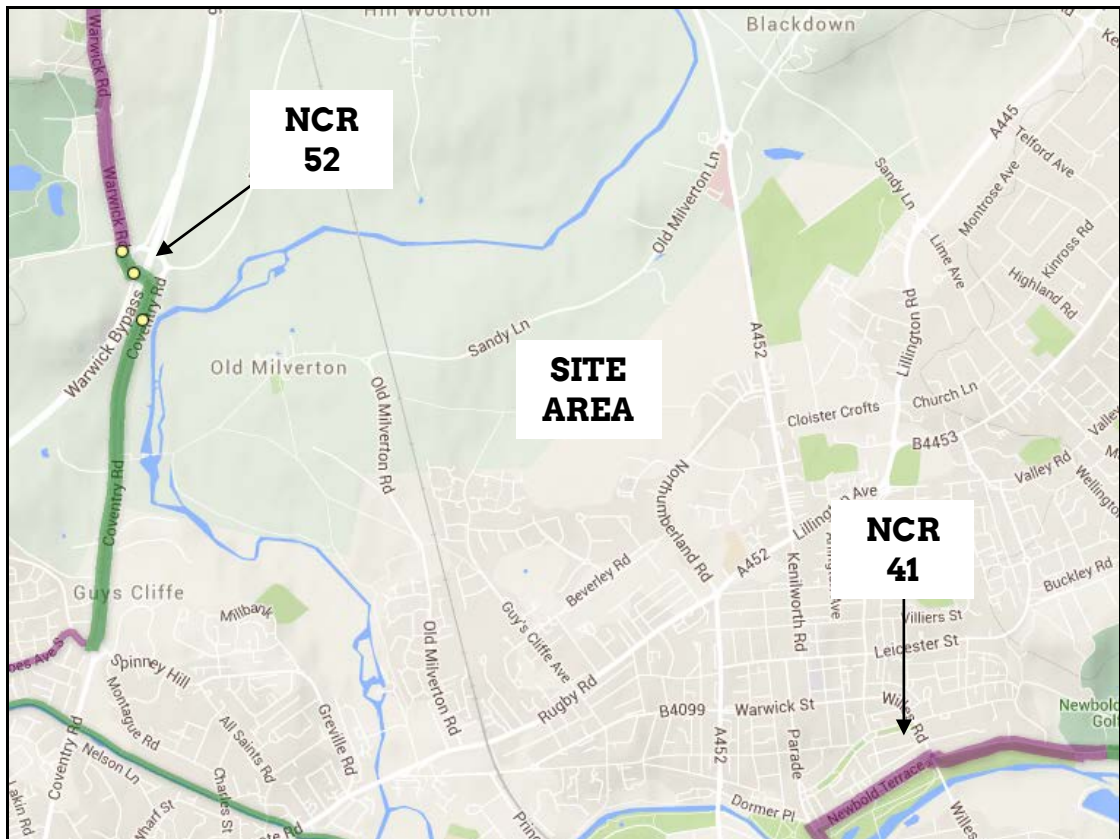 Hill Wootton
Blackdown
Warwick Rd
NCR
52
A445
Telford Ave
Sandy Ln
Montrose Ave
Old Milverton Ln
Kinross Rd
Lime Ave
Highland Rd
Warwick Rd
Coventry Rd
Warwick Bypass
Lillington Rd
A452
Sandy Ln
Old Milverton
SITE
AREA
Old Milverton Rd
Cloister Crofts
Church Ln
B4453
Valley Rd
Coventry Rd
Northumberland Rd
Lillington Ave
NCR
41
A452
Kenilworth Rd
Buckley Rd
Beverley Rd
Guys Cliffe
Millbank
Guy's Cliffe Ave
Villiers St
Leicester St
Spinney Hill
Old Milverton Rd
Rugby Rd
B4099
Warwick St
Montague Rd
All Saints Rd
Greville Rd
Willes Rd
Parade
A452
Coventry Rd
Nelson Ln
Charles St
Newbold Terrace
Dormer Pl
Lakin Rd
Wharf St